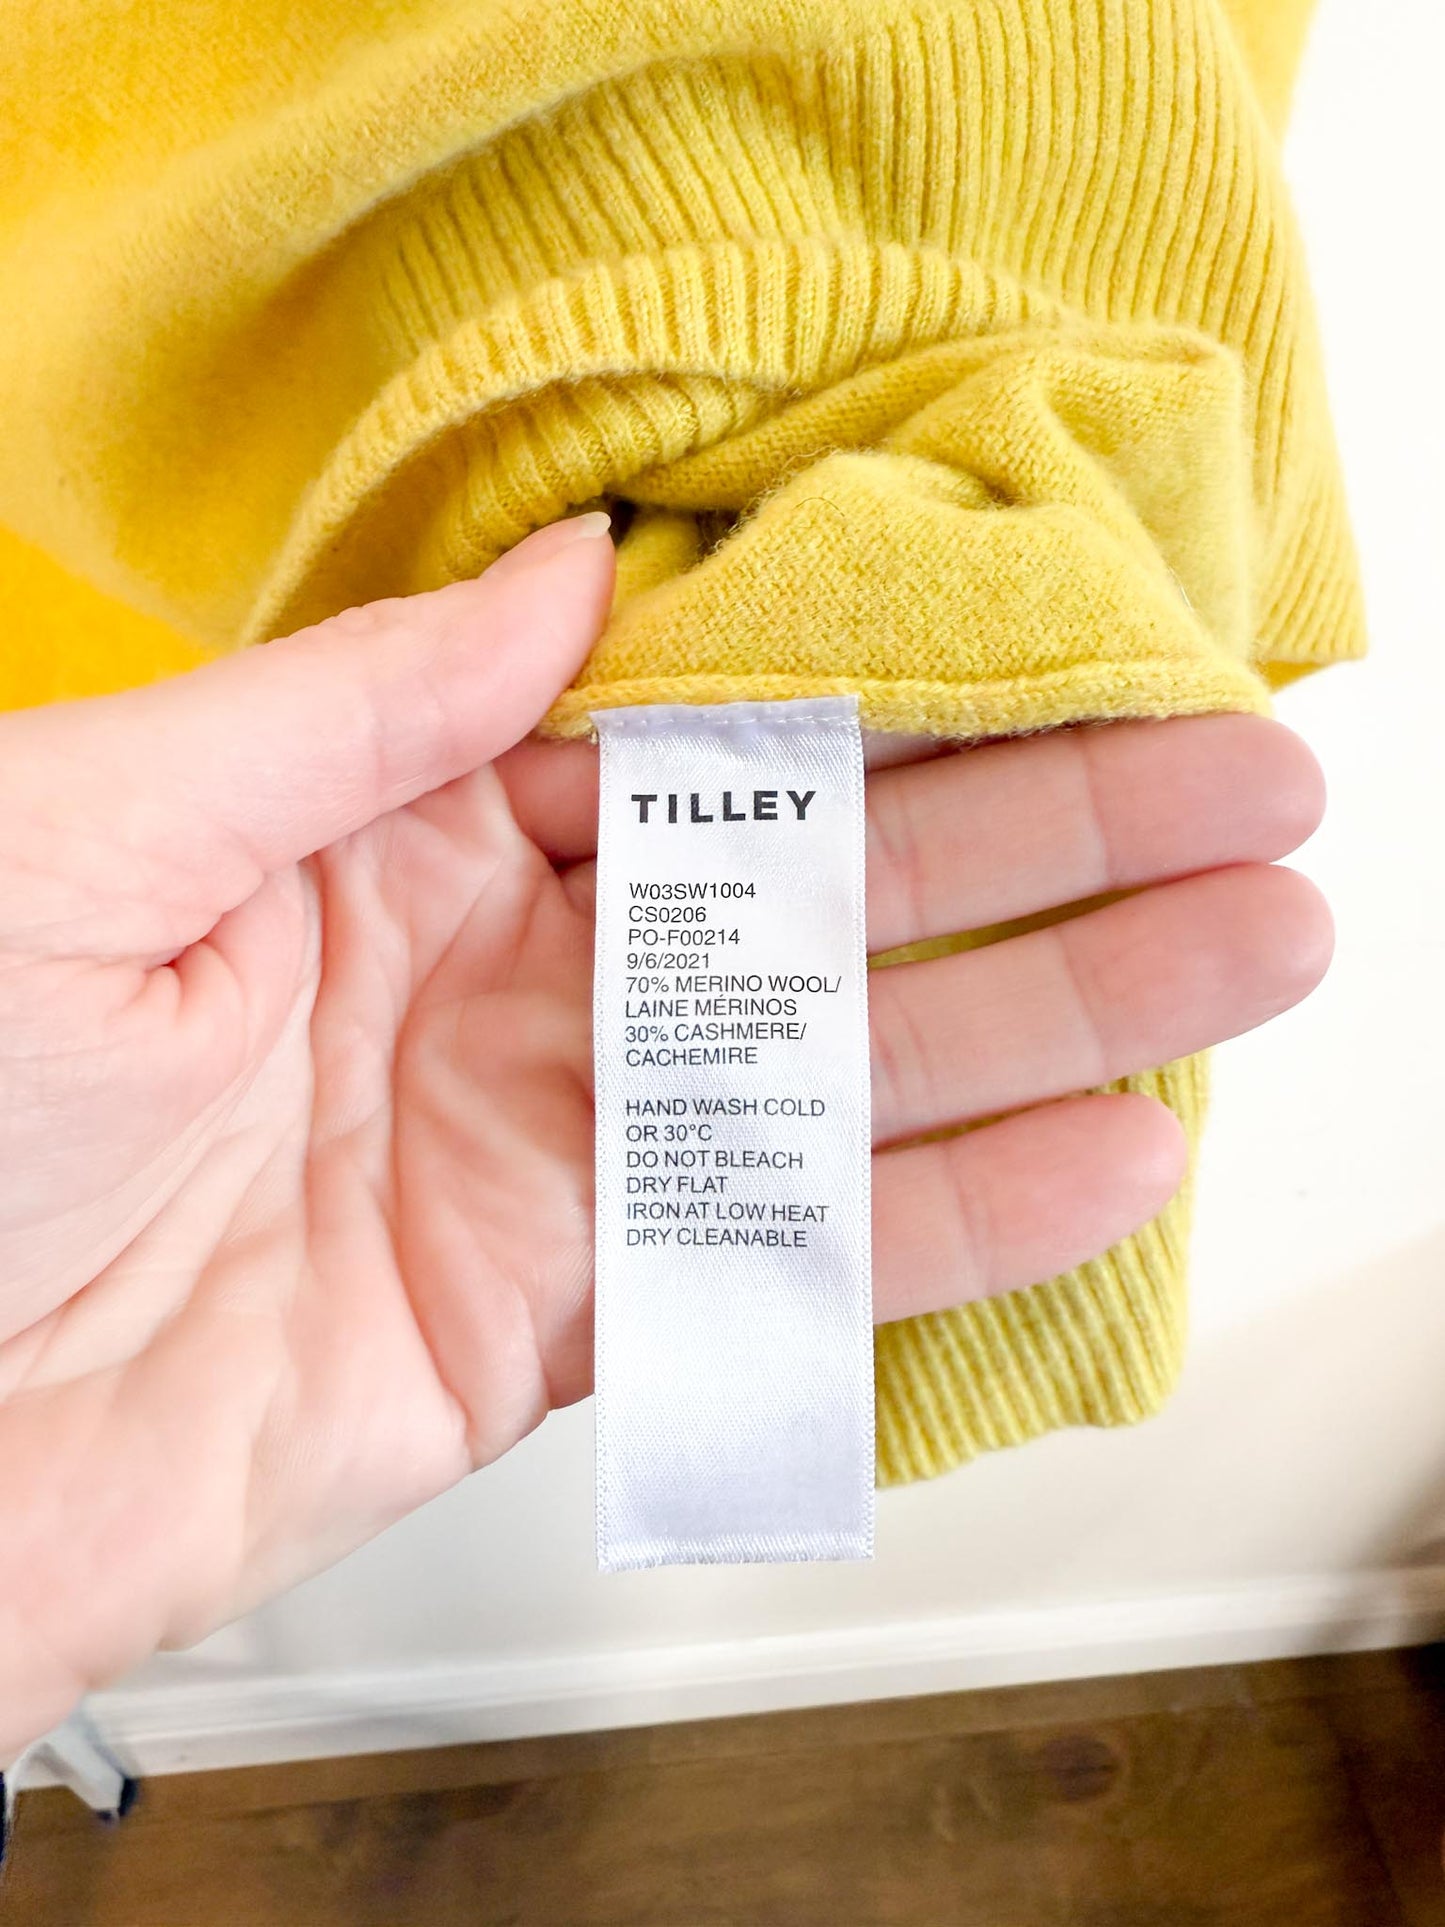 TILLEY
W03SW1004
CS0206
PO-F00214
9/6/2021
70% MERINO WOOL/
LAINE MÉRINOS
30% CASHMERE/
CACHEMIRE
HAND WASH COLD
OR 30°C
DO NOT BLEACH
DRY FLAT
IRON AT LOW HEAT
DRY CLEANABLE